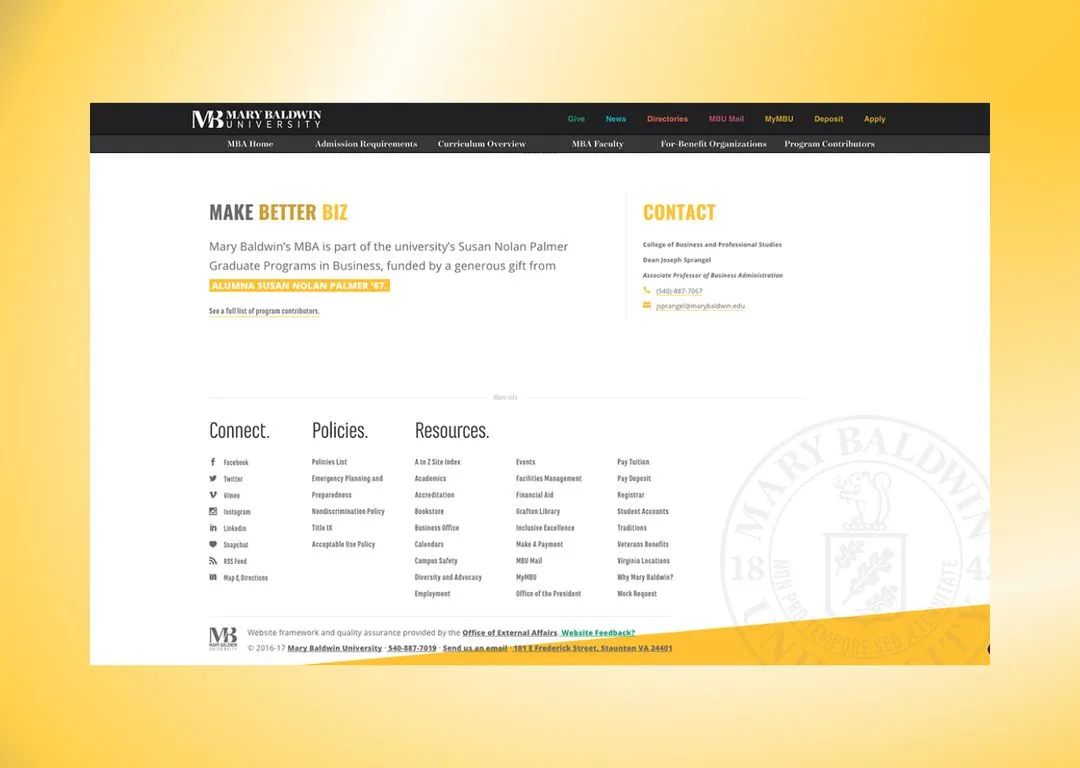 MB MARY BALDWIN
UNIVERSITY
Give News Directories MBU Mail MyMBU Deposit Apply
MBA Home Admission Requirements Curriculum Overview MBA Faculty For-Benefit Organizations Program Contributors
MAKE BETTER BIZ
Mary Baldwin’s MBA is part of the university’s Susan Nolan Palmer
Graduate Programs in Business, funded by a generous gift from
ALUMNA SUSAN NOLAN PALMER ’67.
See a full list of program contributors.
CONTACT
College of Business and Professional Studies
Dean Joseph Sprangel
Associate Professor of Business Administration
(540)-887-7067
jsprangel@marybaldwin.edu
More info
Connect.
Facebook
Twitter
Vimeo
Instagram
Linkedin
Snapchat
RSS Feed
Map & Directions
Policies.
Policies List
Emergency Planning and
Preparedness
Nondiscrimination Policy
Title IX
Acceptable Use Policy
Resources.
A to Z Site Index
Academics
Accreditation
Bookstore
Business Office
Calendars
Campus Safety
Diversity and Advocacy
Employment
Events
Facilities Management
Financial Aid
Grafton Library
Inclusive Excellence
Make A Payment
MBU Mail
MyMBU
Office of the President
Pay Tuition
Pay Deposit
Registrar
Student Accounts
Traditions
Veterans Benefits
Virginia Locations
Why Mary Baldwin?
Work Request
MARY BALDWIN
18
NON PRO TEMPORE SED AETERNITATE
UNIVERSITY
MB
MARY BALDWIN
UNIVERSITY
Website framework and quality assurance provided by the Office of External Affairs. Website Feedback?
© 2016-17 Mary Baldwin University · 540-887-7019 · Send us an email · 101 E Frederick Street, Staunton VA 24401